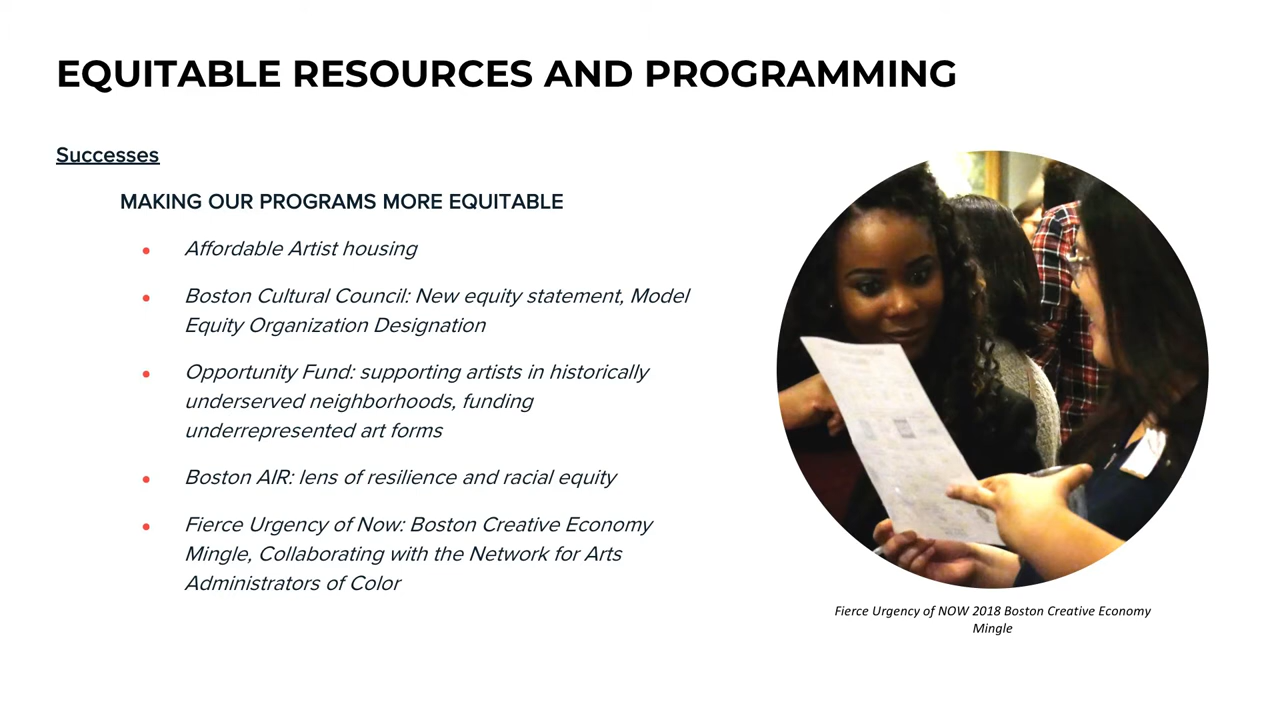 EQUITABLE RESOURCES AND PROGRAMMING
Successes
MAKING OUR PROGRAMS MORE EQUITABLE
• Affordable Artist housing
• Boston Cultural Council: New equity statement, Model
Equity Organization Designation
• Opportunity Fund: supporting artists in historically
underserved neighborhoods, funding
underrepresented art forms
• Boston AIR: lens of resilience and racial equity
• Fierce Urgency of Now: Boston Creative Economy
Mingle, Collaborating with the Network for Arts
Administrators of Color
Fierce Urgency of NOW 2018 Boston Creative Economy
Mingle